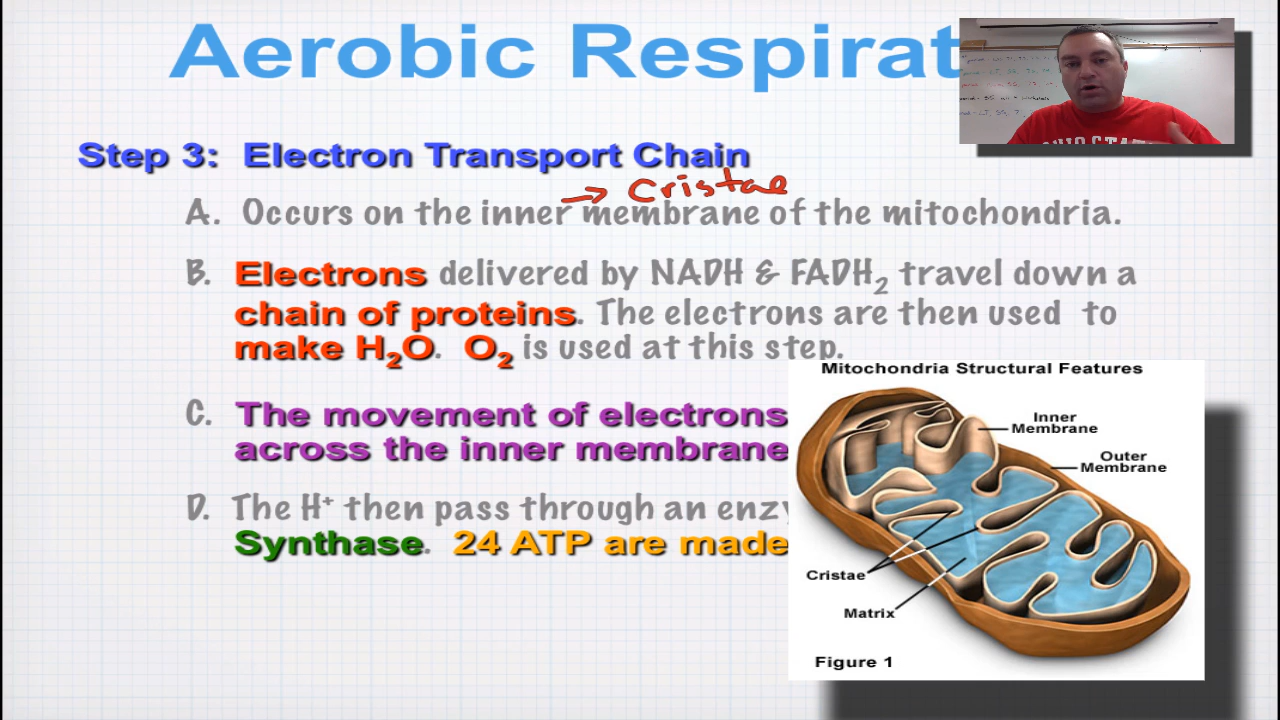 Aerobic Respirat
Step 3: Electron Transport Chain
→ Cristae
A. Occurs on the inner membrane of the mitochondria.
B. Electrons delivered by NADH & FADH₂ travel down a
chain of proteins. The electrons are then used to
make H₂O. O₂ is used at this step.
C. The movement of electrons
across the inner membrane
D. The H⁺ then pass through an enzy
Synthase. 24 ATP are made
Mitochondria Structural Features
Inner
Membrane
Outer
Membrane
Cristae
Matrix
Figure 1